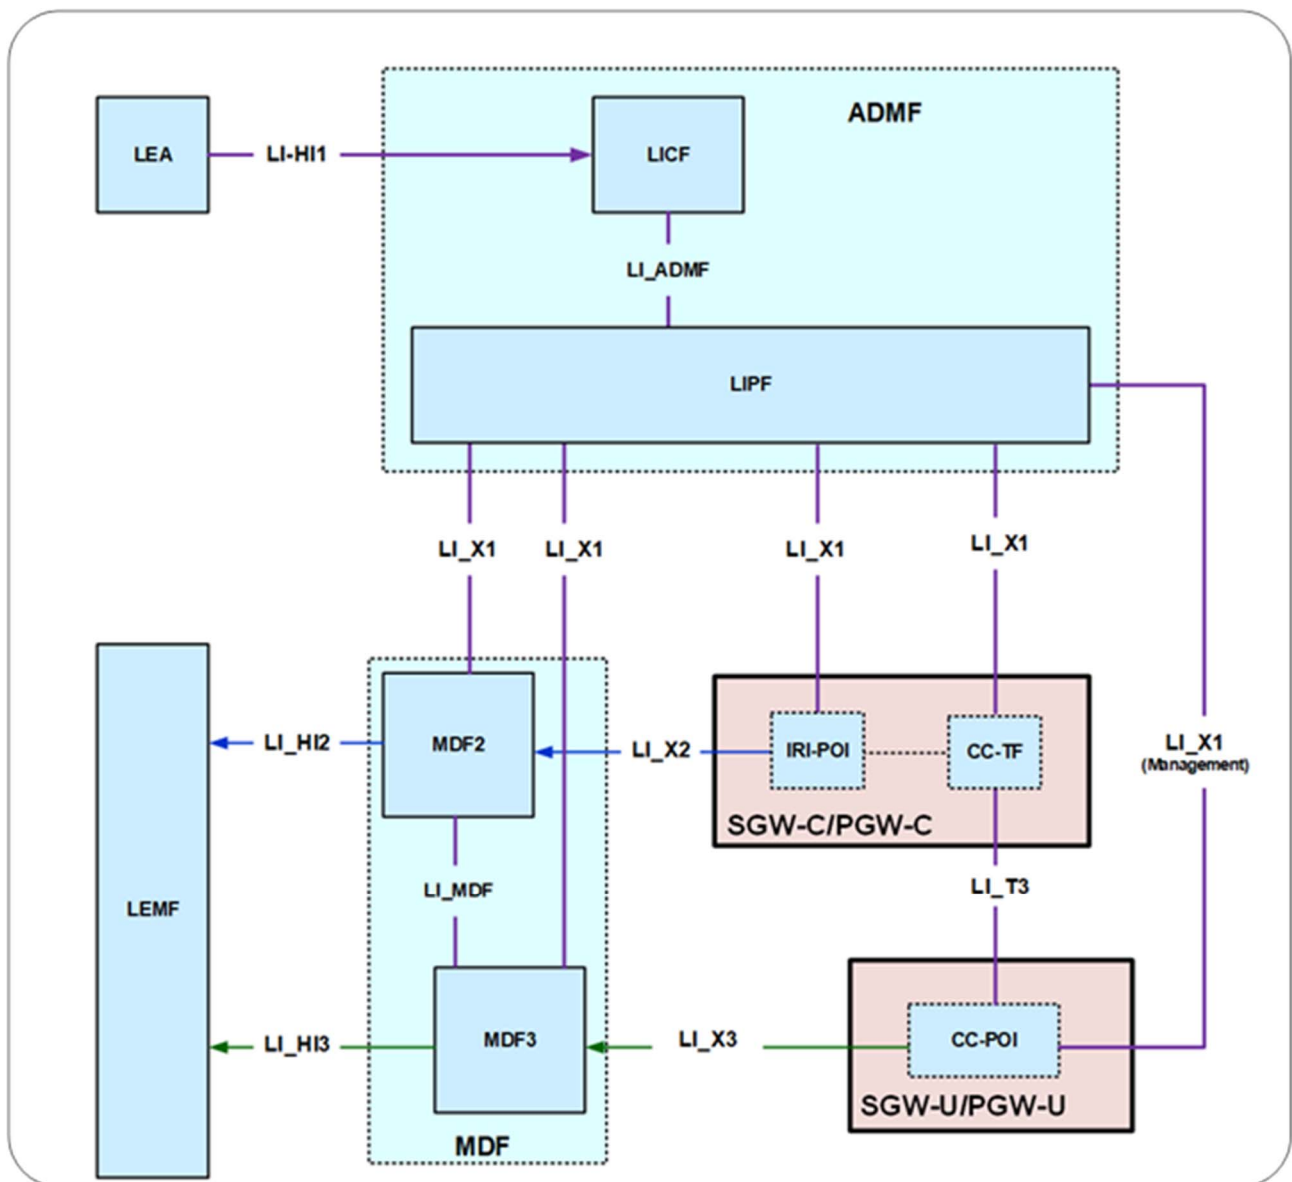 ADMF
LEA
LI-HI1
LICF
LI_ADMF
LIPF
LI_X1
LI_X1
LI_X1
LI_X1
LI_X1
(Management)
LI_HI2
MDF2
LI_X2
IRI-POI
CC-TF
SGW-C/PGW-C
LI_MDF
LI_T3
LEMF
LI_HI3
MDF3
LI_X3
CC-POI
SGW-U/PGW-U
MDF